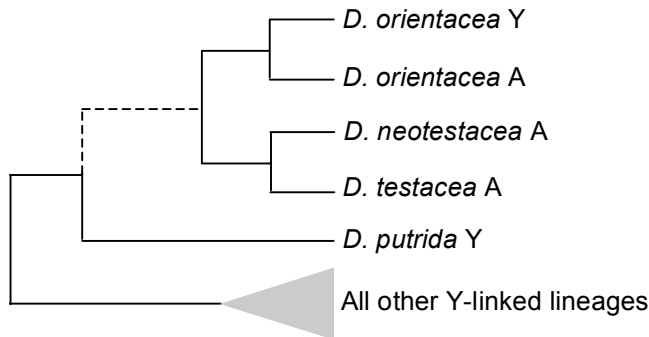 D. orientacea Y
D. orientacea A
D. neotestacea A
D. testacea A
D. putrida Y
All other Y-linked lineages